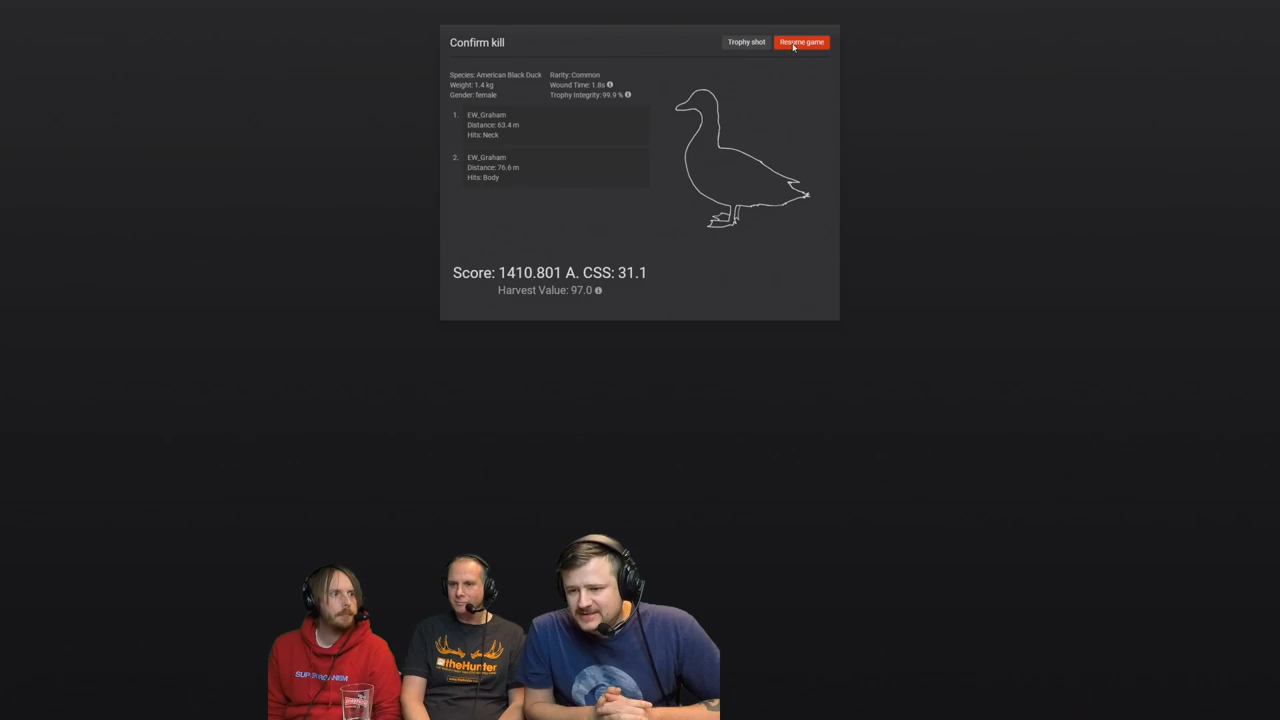 Confirm kill
Trophy shot
Resume game
Species: American Black Duck
Rarity: Common
Weight: 1.4 kg
Wound Time: 1.8s
Gender: female
Trophy Integrity: 99.9 %
1. EW_Graham
Distance: 63.4 m
Hits: Neck
2. EW_Graham
Distance: 76.6 m
Hits: Body
Score: 1410.801 A. CSS: 31.1
Harvest Value: 97.0
theHunter